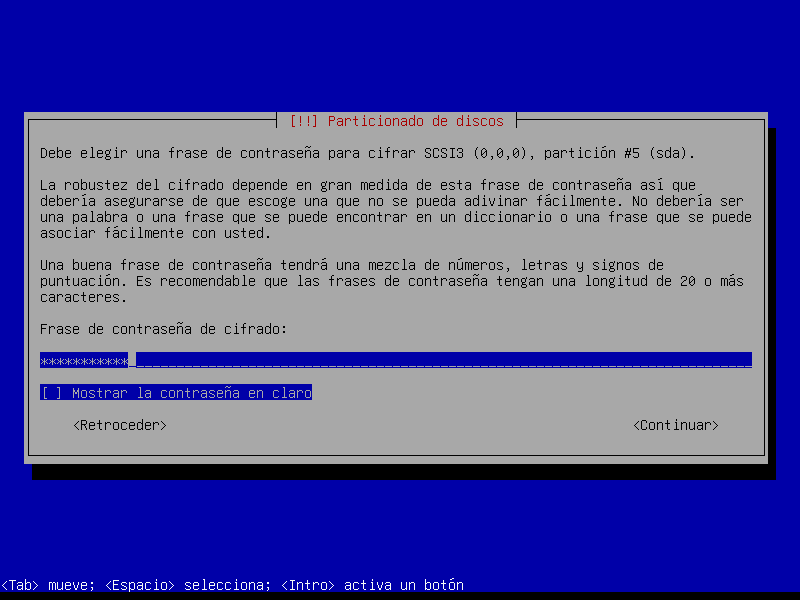 [!!] Particionado de discos
Debe elegir una frase de contraseña para cifrar SCSI3 (0,0,0), partición #5 (sda).
La robustez del cifrado depende en gran medida de esta frase de contraseña así que
debería asegurarse de que escoge una que no se pueda adivinar fácilmente. No debería ser
una palabra o una frase que se puede encontrar en un diccionario o una frase que se puede
asociar fácilmente con usted.
Una buena frase de contraseña tendrá una mezcla de números, letras y signos de
puntuación. Es recomendable que las frases de contraseña tengan una longitud de 20 o más
caracteres.
Frase de contraseña de cifrado:
***********
[ ] Mostrar la contraseña en claro
<Retroceder> <Continuar>
<Tab> mueve; <Espacio> selecciona; <Intro> activa un botón